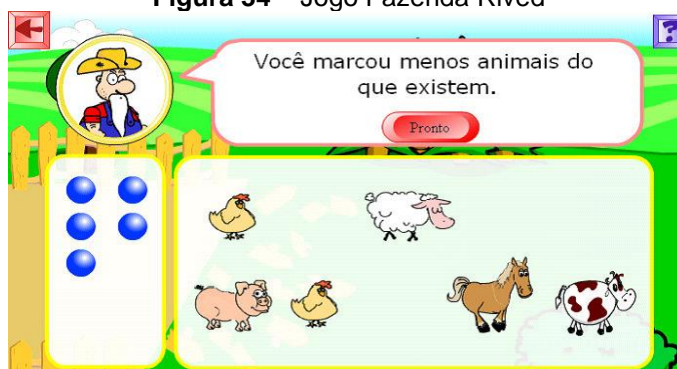 Figura 34 – Jogo Fazenda Rived
Você marcou menos animais do
que existem.
Pronto
?